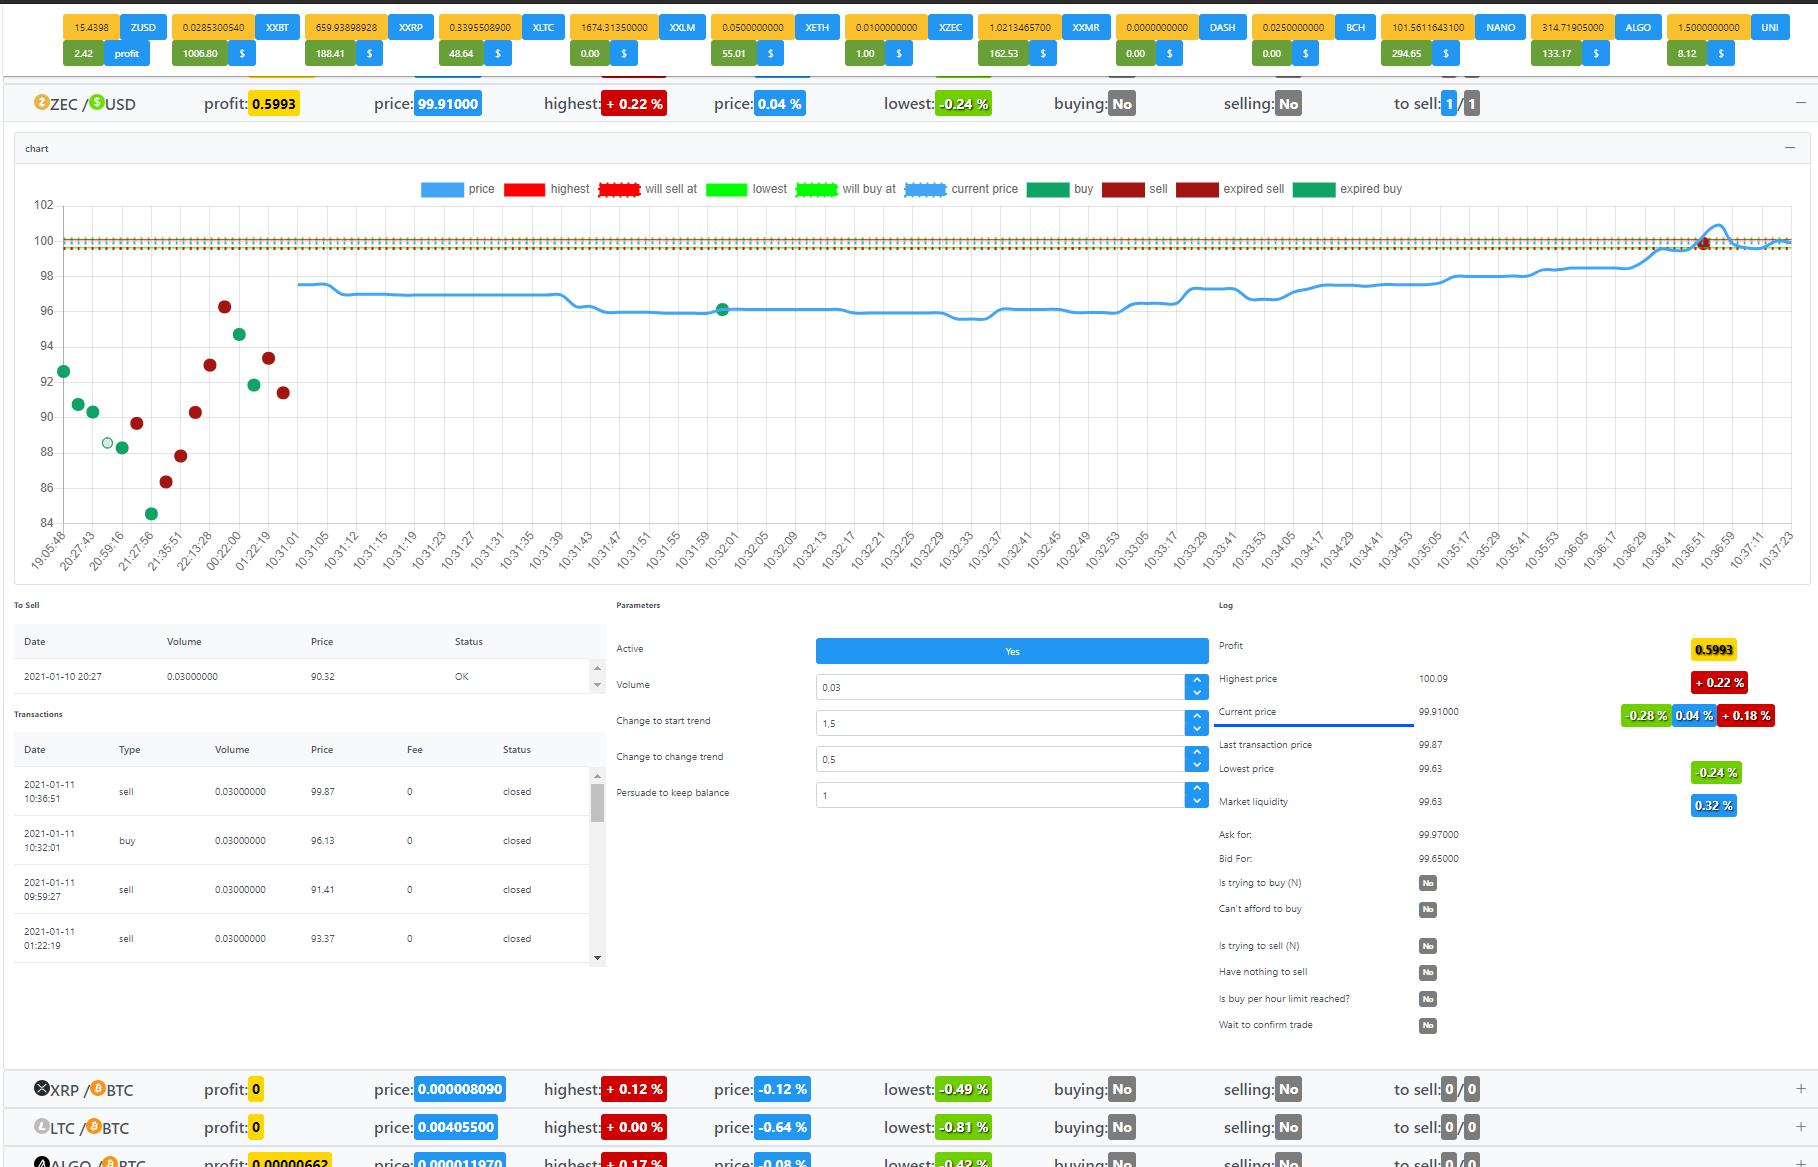 15.4398 ZUSD 0.0285300540 XXBT 659.93898928 XXRP 0.3395508900 XLTC 1674.31350000 XXLM 0.0500000000 XETH 0.0100000000 XZEC 1.0213465700 XXMR 0.0000000000 DASH 0.0250000000 BCH 101.5611643100 NANO 314.71905000 ALGO 1.5000000000 UNI
2.42 profit 1006.80 $ 188.41 $ 48.64 $ 0.00 $ 55.01 $ 1.00 $ 162.53 $ 0.00 $ 0.00 $ 294.65 $ 133.17 $ 8.12 $
ZEC / $ USD profit: 0.5993 price: 99.91000 highest: + 0.22 % price: 0.04 % lowest: -0.24 % buying: No selling: No to sell: 1 / 1
chart
price highest will sell at lowest will buy at current price buy sell expired sell expired buy
102
100
98
96
94
92
90
88
86
84
19:05:48 20:27:43 20:59:16 21:27:56 21:35:51 22:13:28 00:22:00 01:22:19 10:31:01 10:31:05 10:31:12 10:31:15 10:31:19 10:31:23 10:31:27 10:31:31 10:31:35 10:31:39 10:31:43 10:31:47 10:31:51 10:31:55 10:31:59 10:32:01 10:32:05 10:32:09 10:32:13 10:32:17 10:32:21 10:32:25 10:32:29 10:32:33 10:32:37 10:32:41 10:32:45 10:32:49 10:32:53 10:33:05 10:33:17 10:33:29 10:33:41 10:33:53 10:34:05 10:34:17 10:34:29 10:34:41 10:34:53 10:35:05 10:35:17 10:35:29 10:35:41 10:35:53 10:36:05 10:36:17 10:36:29 10:36:41 10:36:51 10:36:59 10:37:11 10:37:23
To Sell
Date Volume Price Status
2021-01-10 20:27 0.03000000 90.32 OK
Transactions
Date Type Volume Price Fee Status
2021-01-11 10:36:51 sell 0.03000000 99.87 0 closed
2021-01-11 10:32:01 buy 0.03000000 96.13 0 closed
2021-01-11 09:59:27 sell 0.03000000 91.41 0 closed
2021-01-11 01:22:19 sell 0.03000000 93.37 0 closed
Parameters
Active Yes
Volume 0,03
Change to start trend 1,5
Change to change trend 0,5
Persuade to keep balance 1
Log
Profit 0.5993
Highest price 100.09 + 0.22 %
Current price 99.91000 -0.28 % 0.04 % + 0.18 %
Last transaction price 99.87
Lowest price 99.63 -0.24 %
Market liquidity 99.63 0.32 %
Ask for: 99.97000
Bid For: 99.65000
Is trying to buy (N) No
Can't afford to buy No
Is trying to sell (N) No
Have nothing to sell No
Is buy per hour limit reached? No
Wait to confirm trade No
XRP / BTC profit: 0 price: 0.000008090 highest: + 0.12 % price: -0.12 % lowest: -0.49 % buying: No selling: No to sell: 0 / 0
LTC / BTC profit: 0 price: 0.00405500 highest: + 0.00 % price: -0.64 % lowest: -0.81 % buying: No selling: No to sell: 0 / 0
ALGO / BTC profit: 0.00000662 price: 0.000011970 highest: + 0.17 % price: -0.08 % lowest: -0.42 % buying: No selling: No to sell: 0 / 0